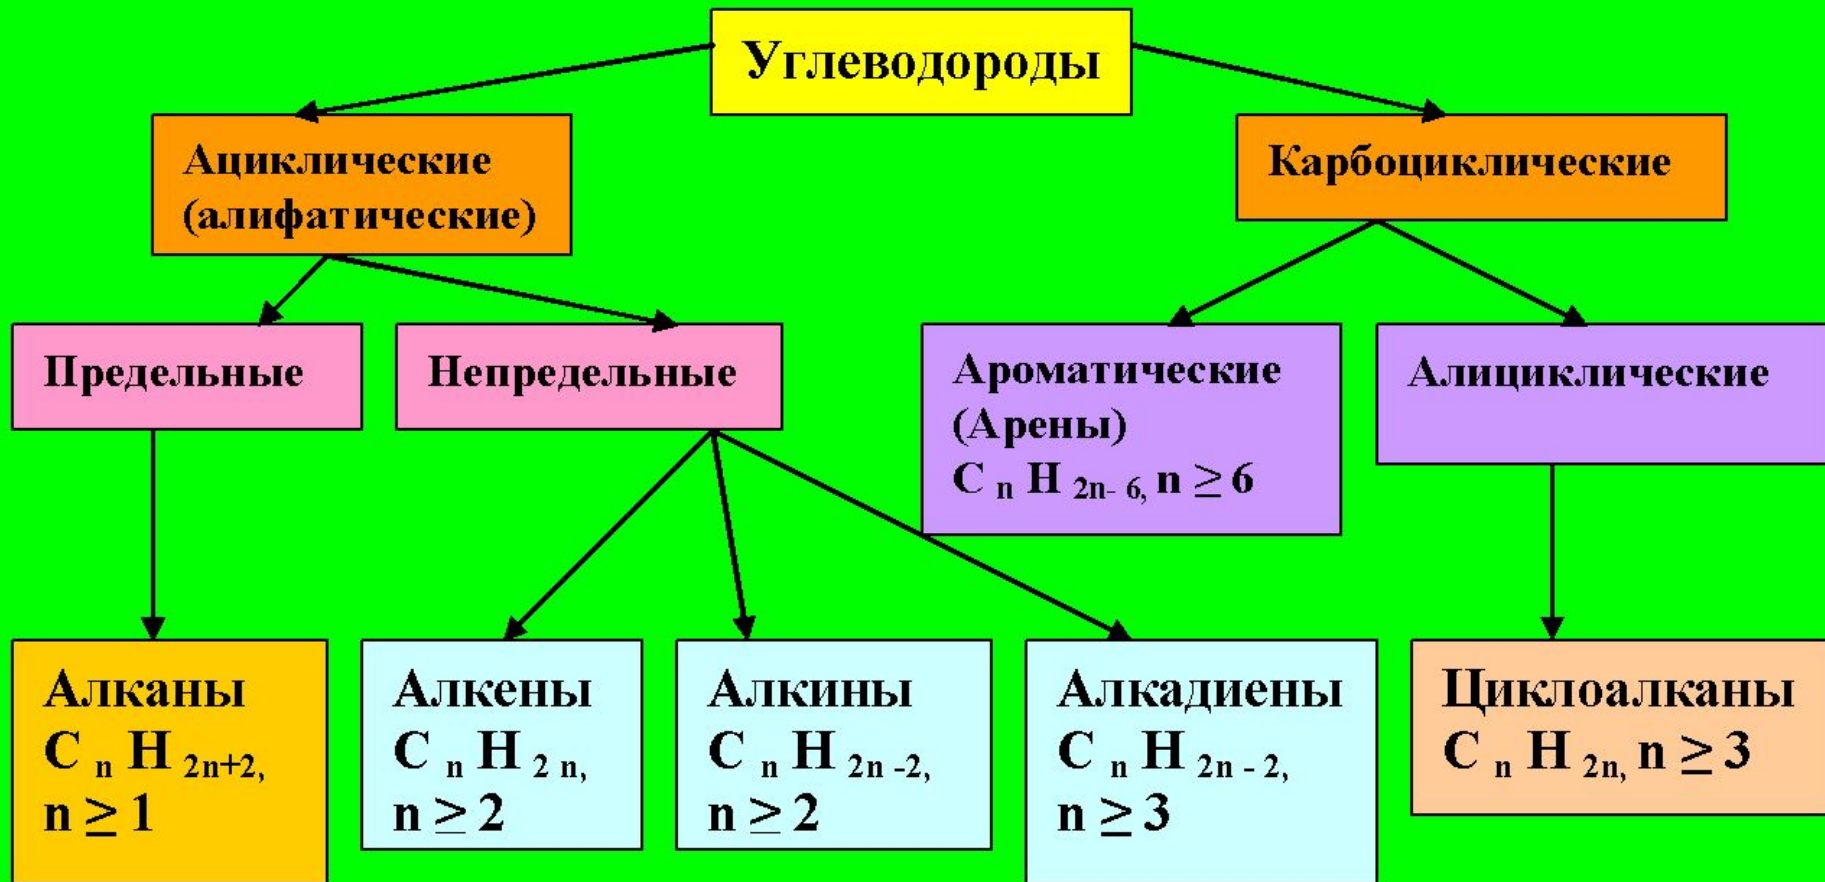 Углеводороды
Ациклические
(алифатические)
Карбоциклические
Предельные
Непредельные
Ароматические
(Арены)
C n H 2n- 6, n ≥ 6
Алициклические
Алканы
C n H 2n+2,
n ≥ 1
Алкены
C n H 2 n,
n ≥ 2
Алкины
C n H 2n -2,
n ≥ 2
Алкадиены
C n H 2n - 2,
n ≥ 3
Циклоалканы
C n H 2n, n ≥ 3